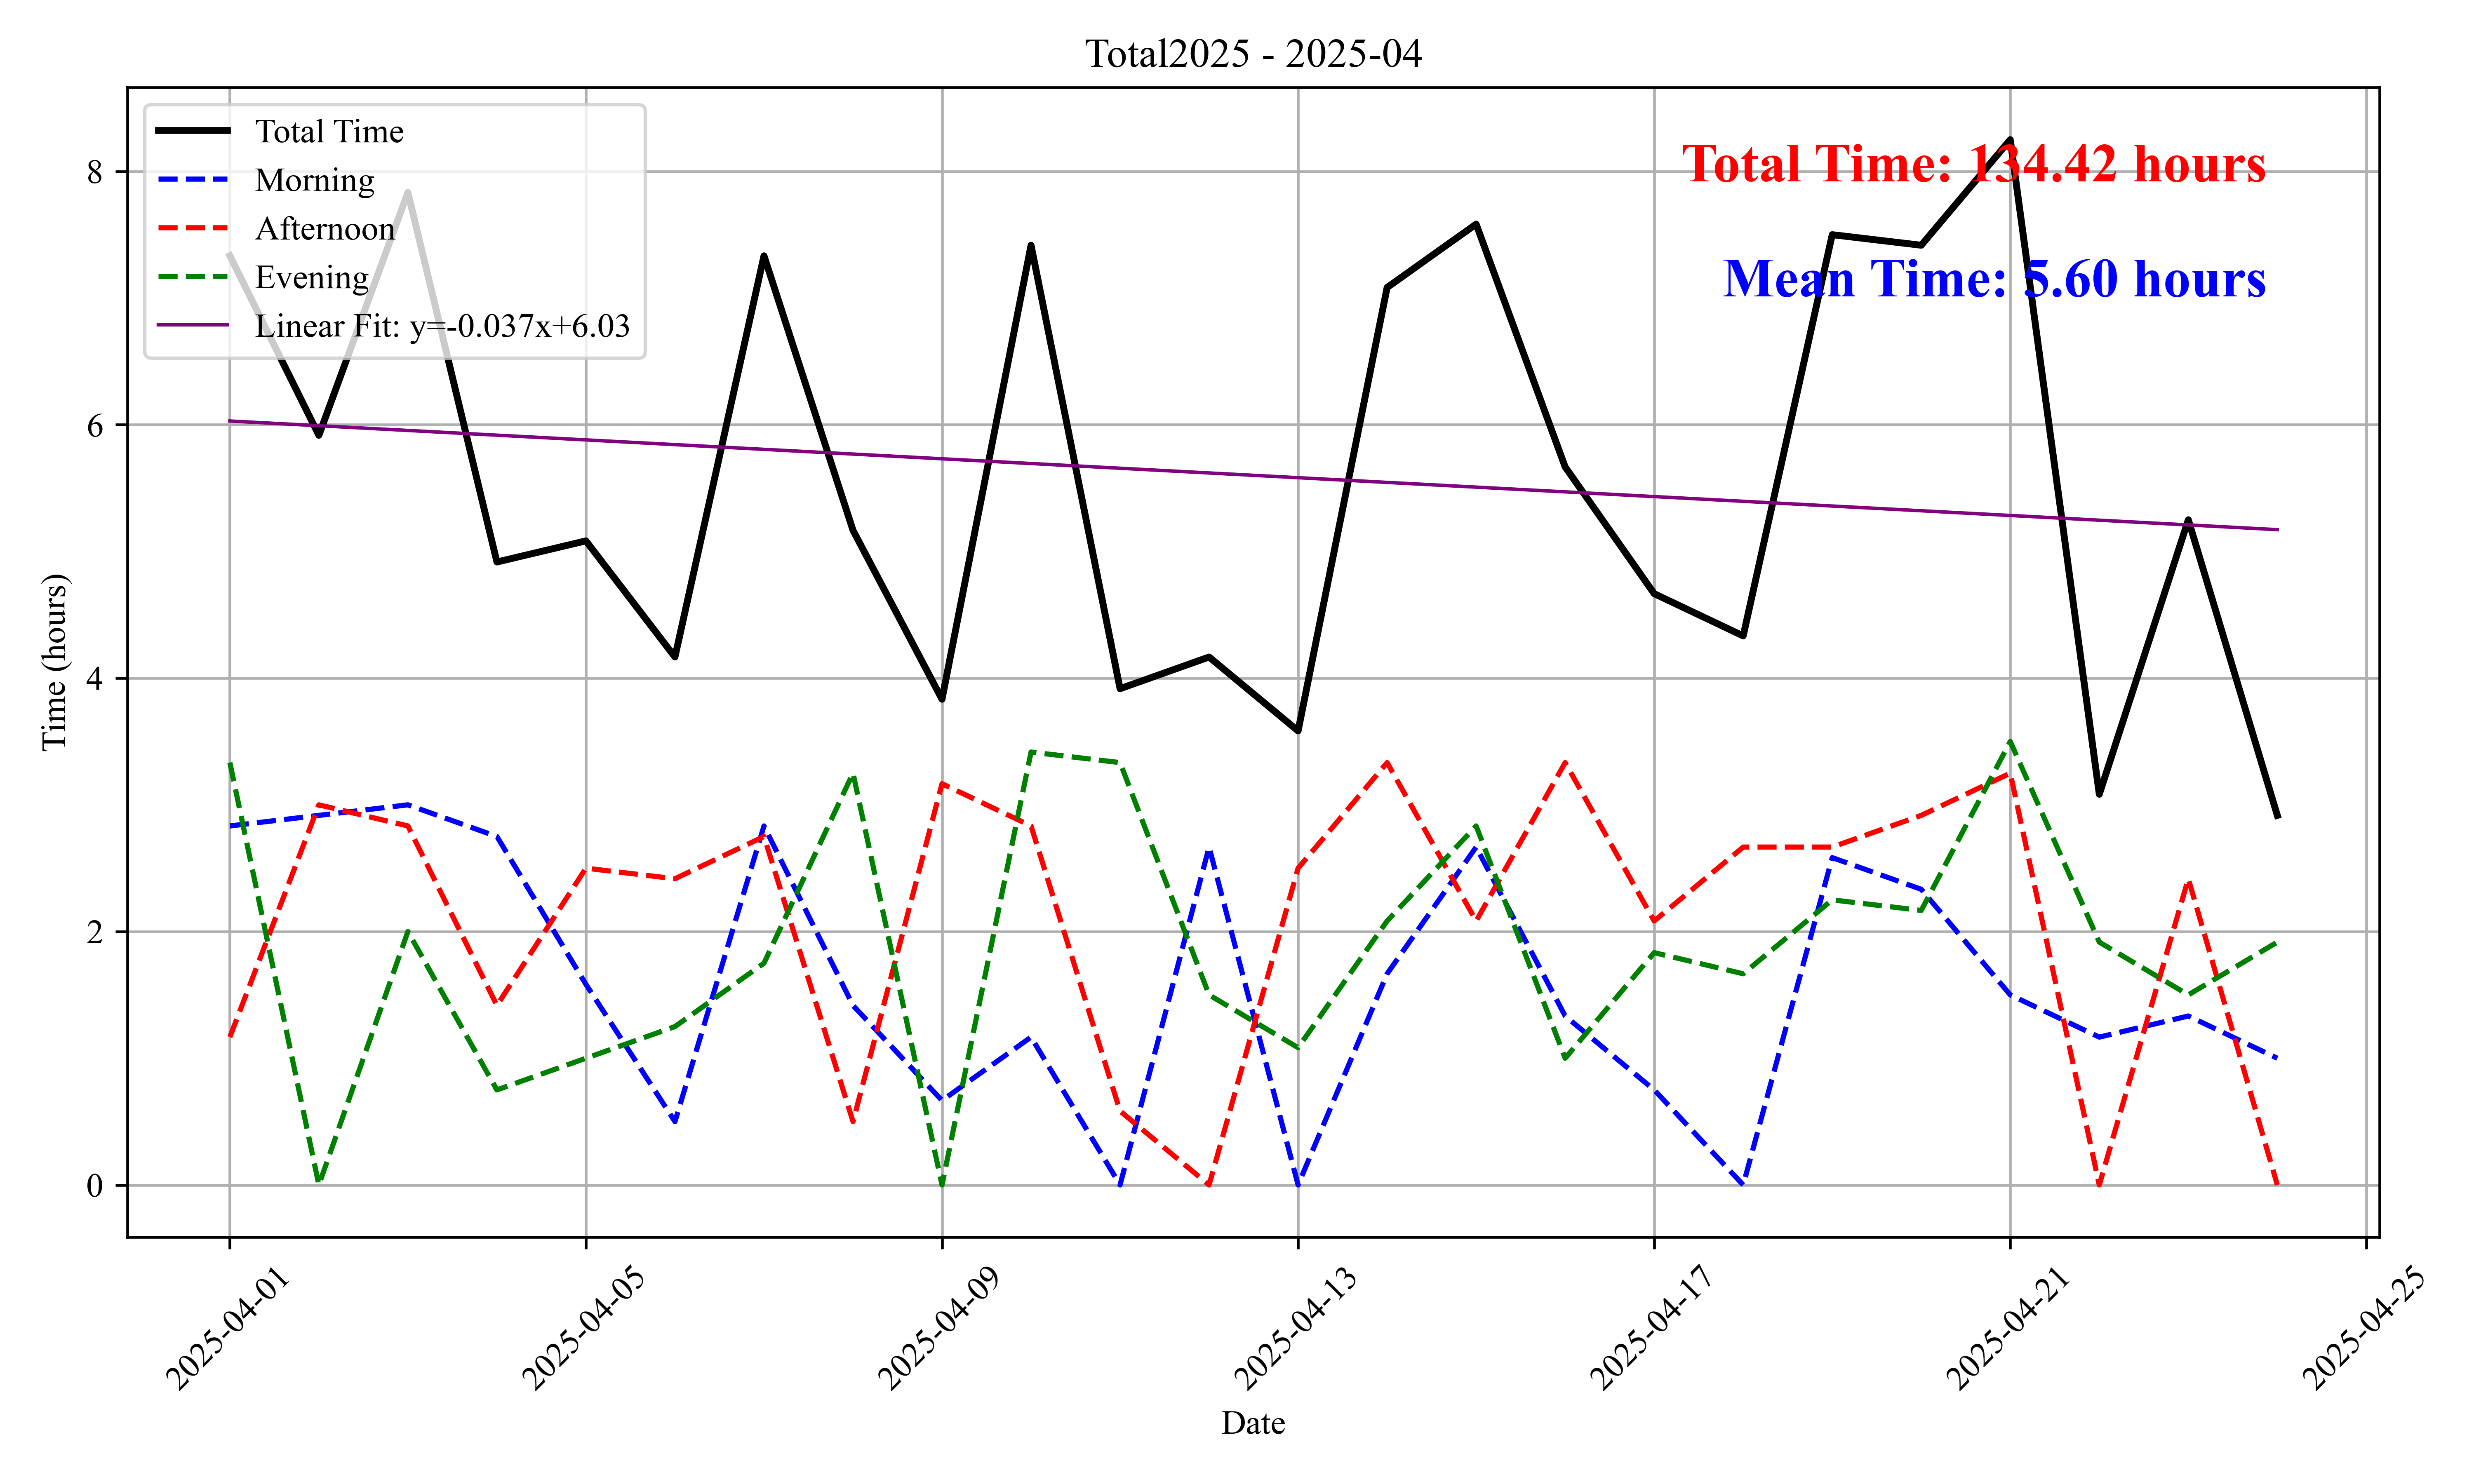 Total2025 - 2025-04
Total Time
Morning
Afternoon
Evening
Linear Fit: y=-0.037x+6.03
Total Time: 134.42 hours
Mean Time: 5.60 hours
Time (hours)
8
6
4
2
0
2025-04-01
2025-04-05
2025-04-09
2025-04-13
2025-04-17
2025-04-21
2025-04-25
Date